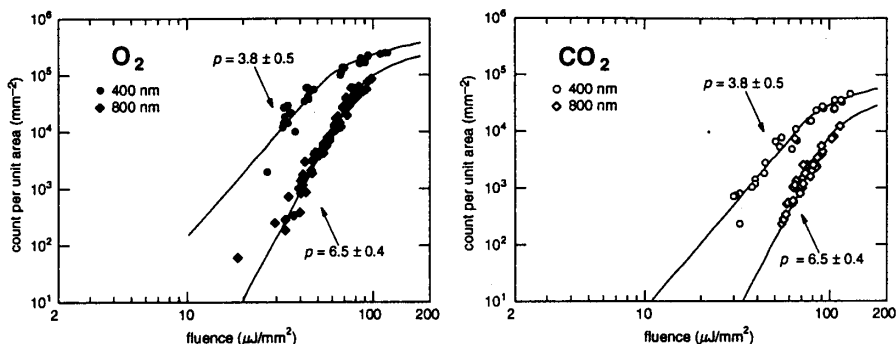 O₂
400 nm
800 nm
p = 3.8 ± 0.5
p = 6.5 ± 0.4
count per unit area (mm⁻²)
10⁶
10⁵
10⁴
10³
10²
10¹
2
10
100
200
fluence (μJ/mm²)
CO₂
400 nm
800 nm
p = 3.8 ± 0.5
p = 6.5 ± 0.4
count per unit area (mm⁻²)
10⁶
10⁵
10⁴
10³
10²
10¹
2
10
100
200
fluence (μJ/mm²)